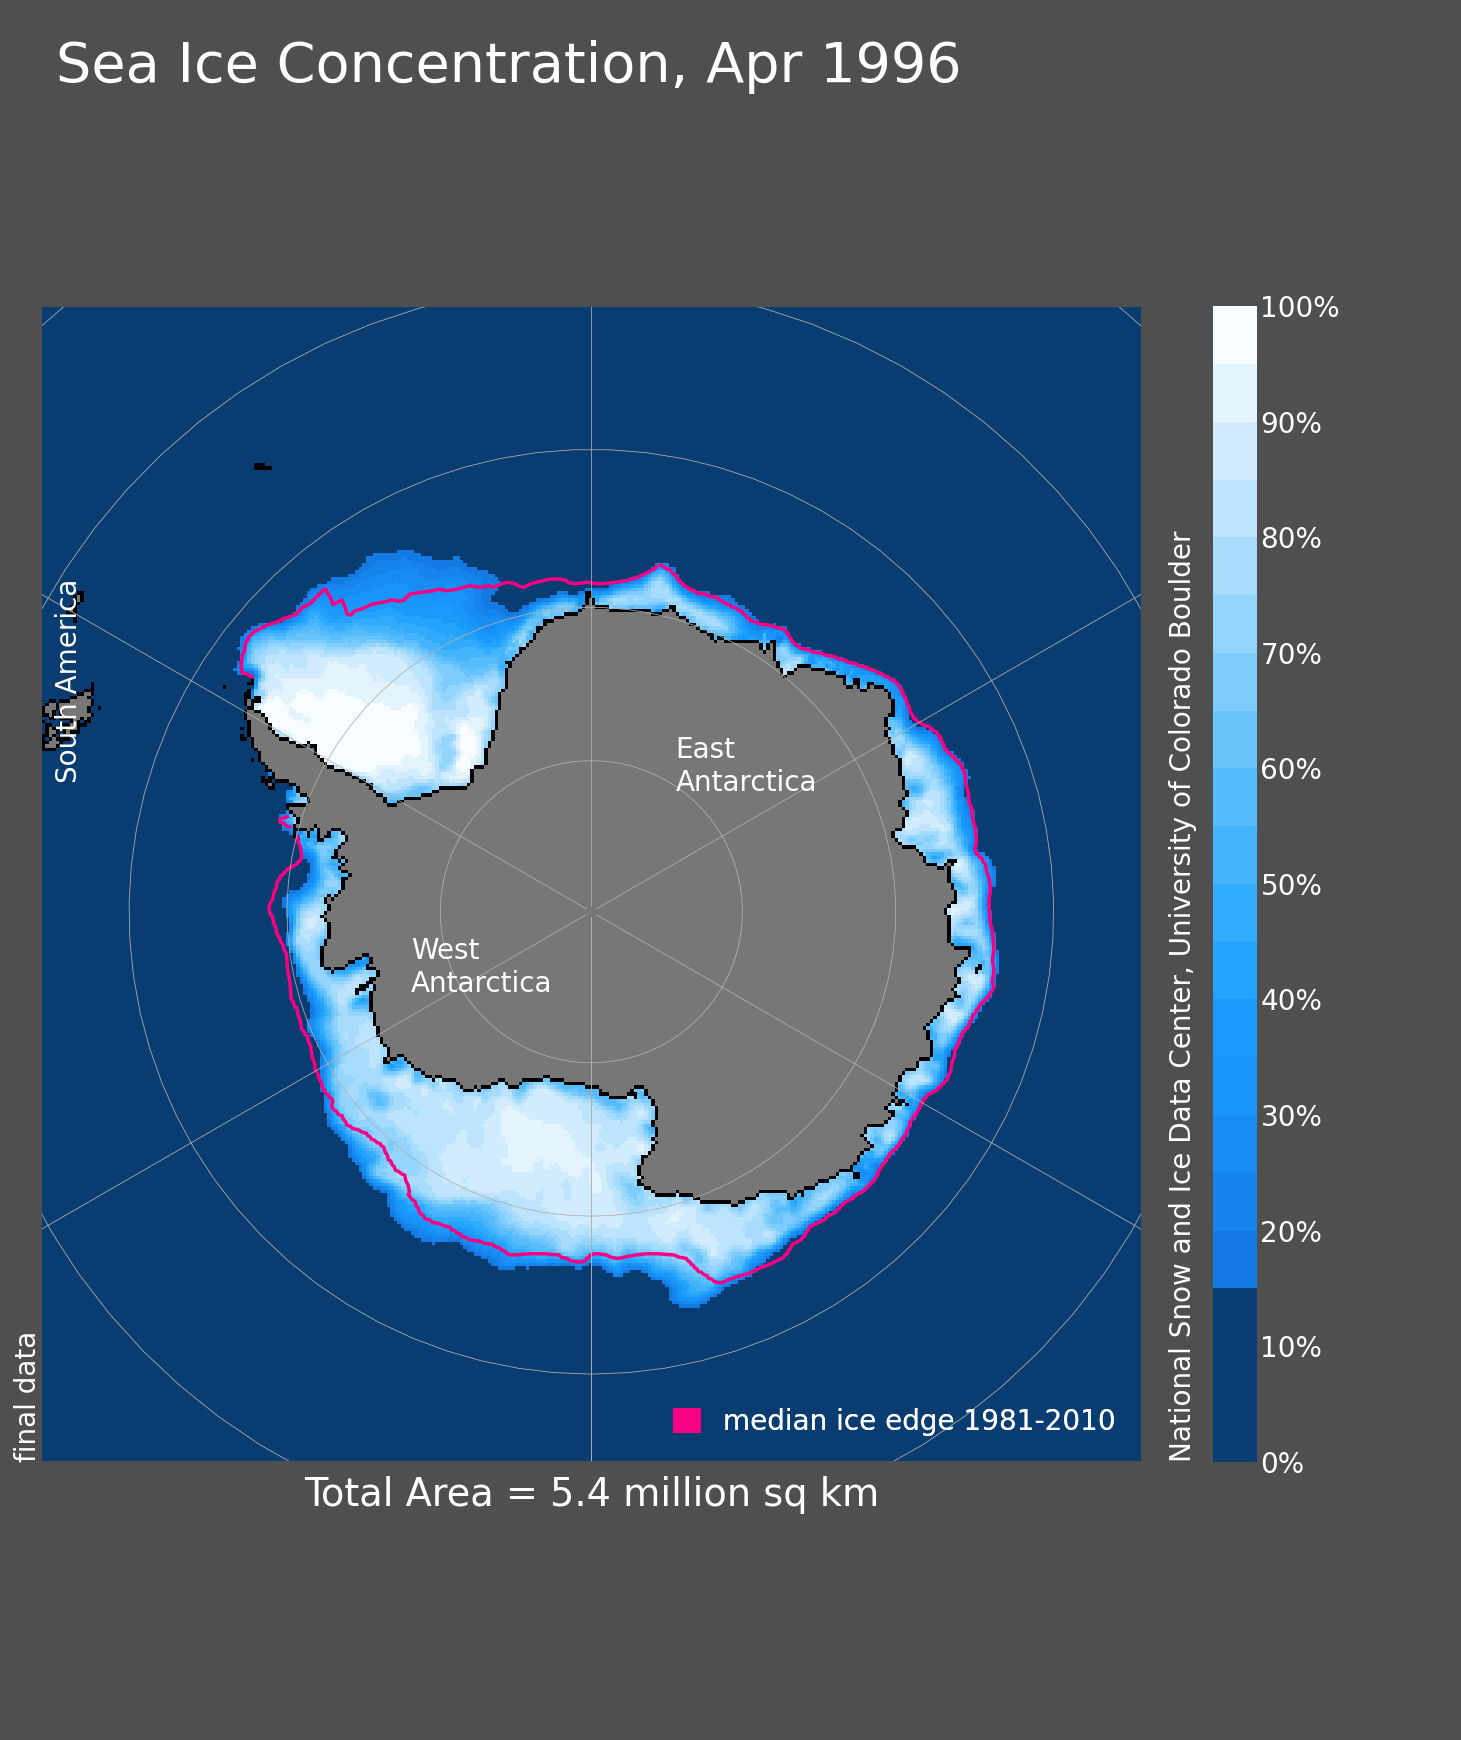 Sea Ice Concentration, Apr 1996
100%
90%
80%
70%
60%
50%
40%
30%
20%
10%
0%
South America
East
Antarctica
West
Antarctica
National Snow and Ice Data Center, University of Colorado Boulder
final data
median ice edge 1981-2010
Total Area = 5.4 million sq km